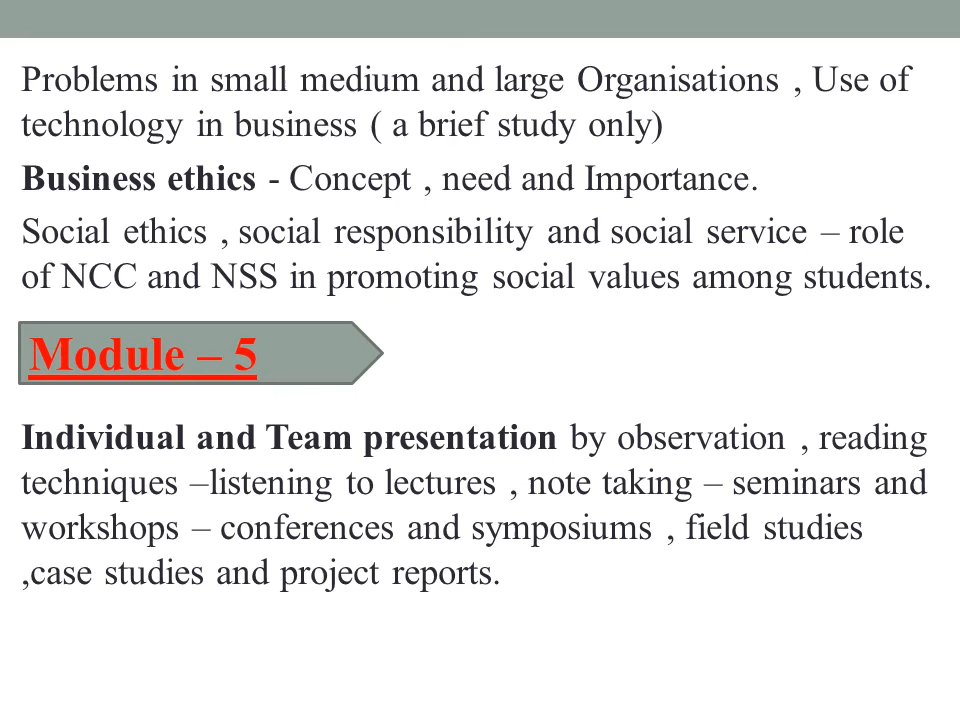 Problems in small medium and large Organisations , Use of
technology in business ( a brief study only)
Business ethics - Concept , need and Importance.
Social ethics , social responsibility and social service – role
of NCC and NSS in promoting social values among students.
Module – 5
Individual and Team presentation by observation , reading
techniques –listening to lectures , note taking – seminars and
workshops – conferences and symposiums , field studies
,case studies and project reports.